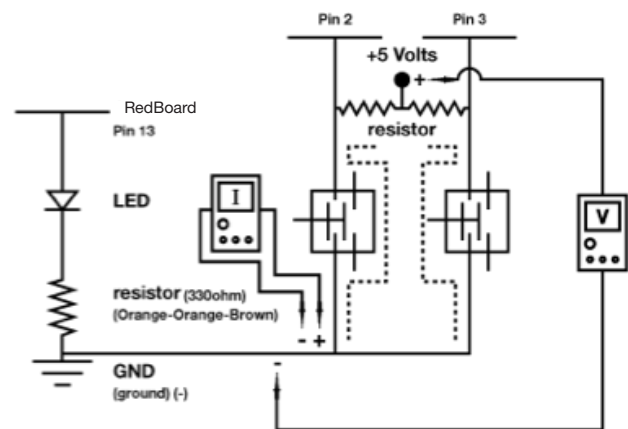 Pin 2
Pin 3
+5 Volts
+
RedBoard
Pin 13
resistor
LED
I
V
resistor (330ohm)
(Orange-Orange-Brown)
- +
GND
-
(ground) (-)